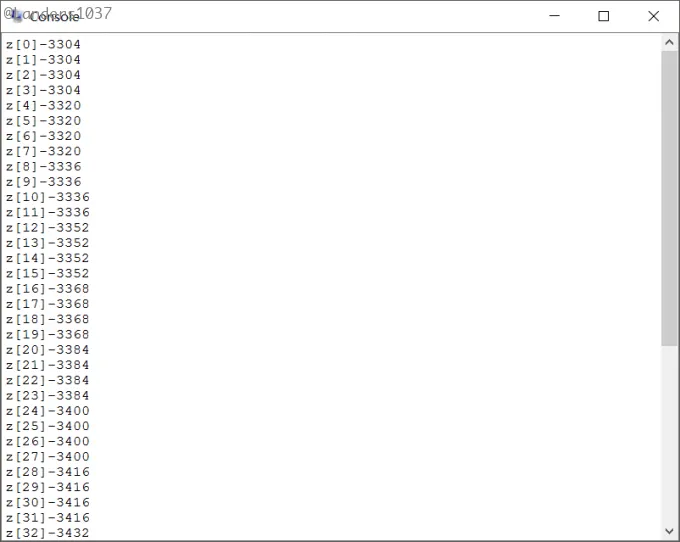 @Landens1037
Console
z[0]-3304
z[1]-3304
z[2]-3304
z[3]-3304
z[4]-3320
z[5]-3320
z[6]-3320
z[7]-3320
z[8]-3336
z[9]-3336
z[10]-3336
z[11]-3336
z[12]-3352
z[13]-3352
z[14]-3352
z[15]-3352
z[16]-3368
z[17]-3368
z[18]-3368
z[19]-3368
z[20]-3384
z[21]-3384
z[22]-3384
z[23]-3384
z[24]-3400
z[25]-3400
z[26]-3400
z[27]-3400
z[28]-3416
z[29]-3416
z[30]-3416
z[31]-3416
z[32]-3432